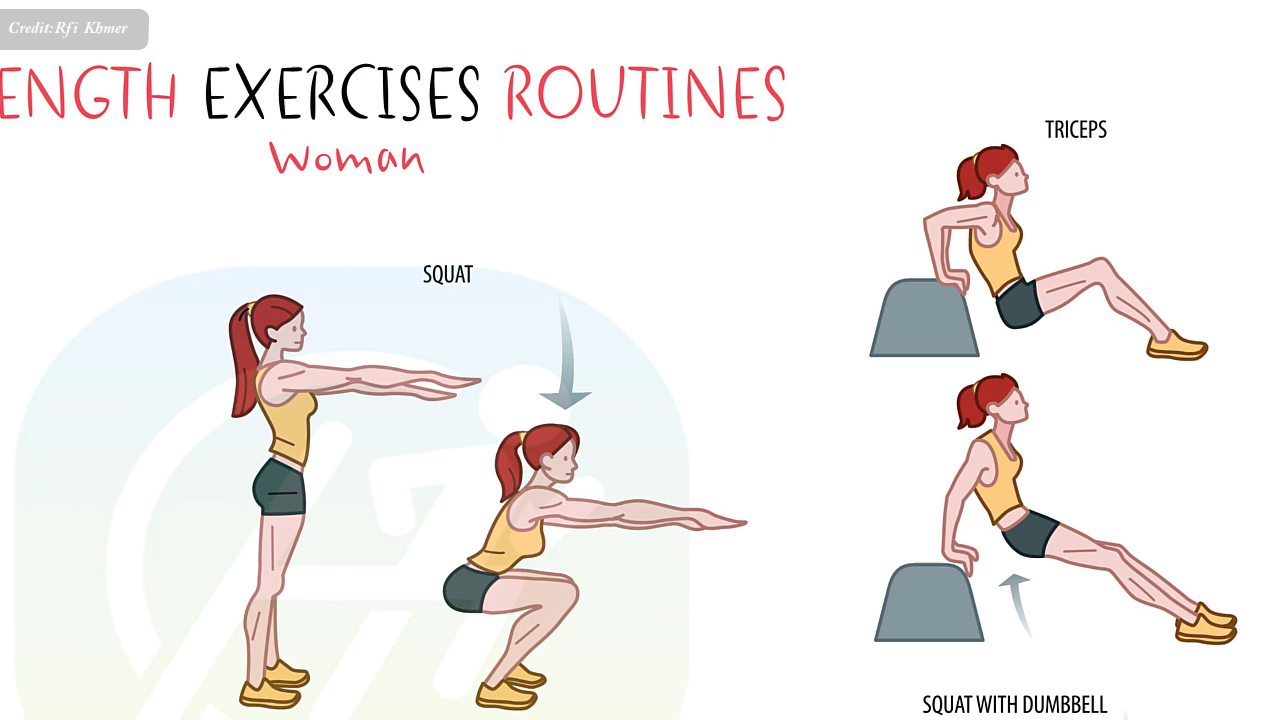 Credit: Rfi Khmer
ENGTH EXERCISES ROUTINES
Woman
TRICEPS
SQUAT
SQUAT WITH DUMBBELL